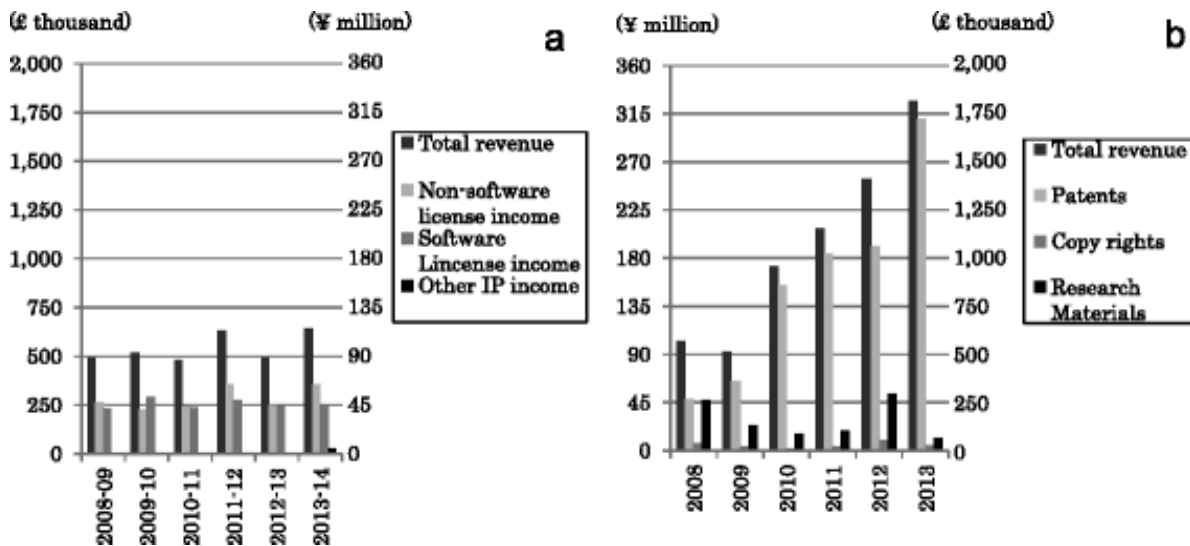 (£ thousand)
(¥ million)
a
2,000
1,750
1,500
1,250
1,000
750
500
250
0
360
315
270
225
180
135
90
45
0
Total revenue
Non-software
license income
Software
Lincense income
Other IP income
2008-09
2009-10
2010-11
2011-12
2012-13
2013-14
(¥ million)
(£ thousand)
b
360
315
270
225
180
135
90
45
0
2,000
1,750
1,500
1,250
1,000
750
500
250
0
Total revenue
Patents
Copy rights
Research
Materials
2008
2009
2010
2011
2012
2013